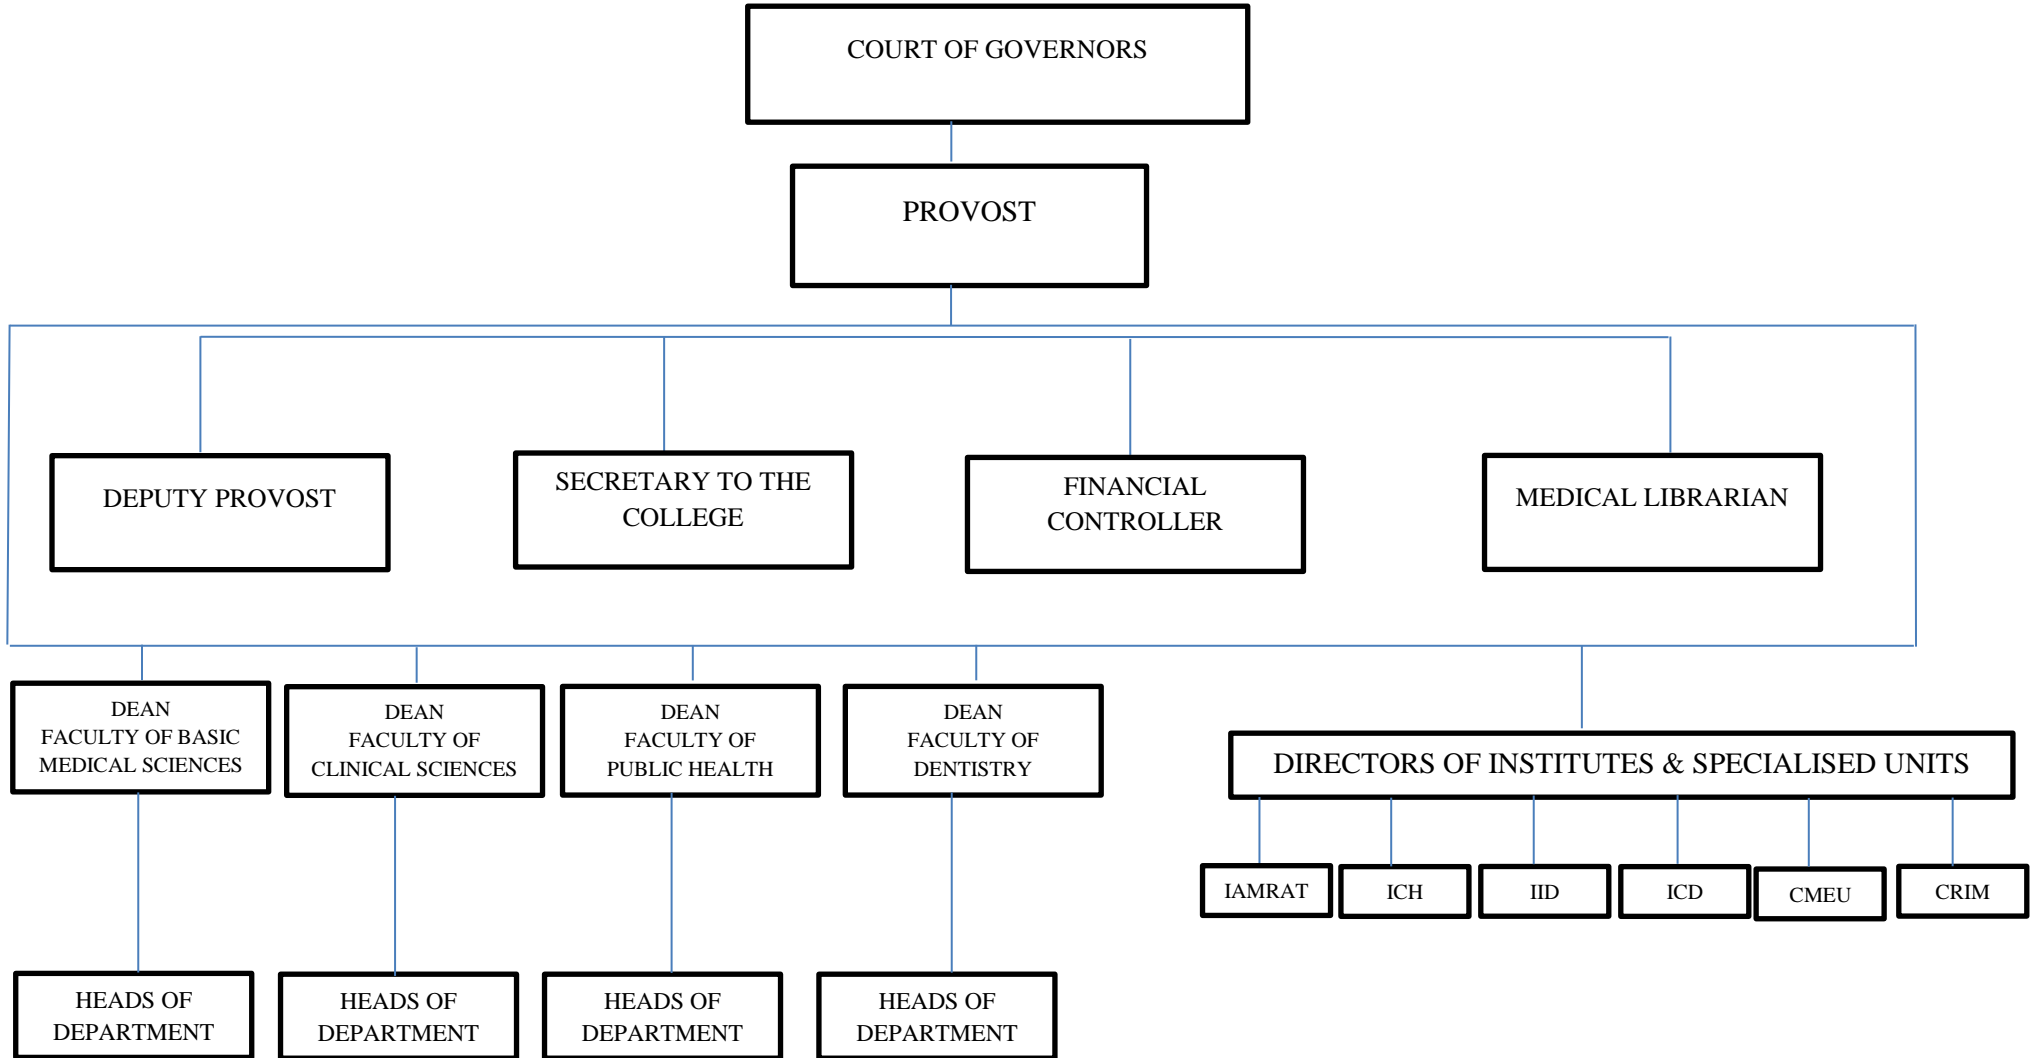 COURT OF GOVERNORS
PROVOST
DEPUTY PROVOST
SECRETARY TO THE
COLLEGE
FINANCIAL
CONTROLLER
MEDICAL LIBRARIAN
DEAN
FACULTY OF BASIC
MEDICAL SCIENCES
DEAN
FACULTY OF
CLINICAL SCIENCES
DEAN
FACULTY OF
PUBLIC HEALTH
DEAN
FACULTY OF
DENTISTRY
DIRECTORS OF INSTITUTES & SPECIALISED UNITS
IAMRAT
ICH
IID
ICD
CMEU
CRIM
HEADS OF
DEPARTMENT
HEADS OF
DEPARTMENT
HEADS OF
DEPARTMENT
HEADS OF
DEPARTMENT